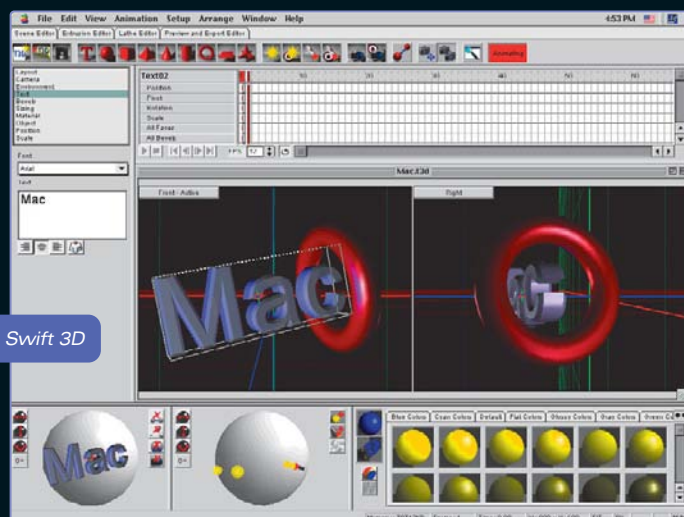 File Edit View Animation Setup Arrange Window Help 4:53 PM
Scene Editor Extrusion Editor Lathe Editor Preview and Export Editor
Animating
Layout
Camera
Environment
Text
Bevels
Sizing
Material
Object
Position
Scale
Font
Arial
Text
Mac
Text02 10 20 30 40 50 60
Position
Pivot
Rotation
Scale
All Faces
All Bevels
FPS 12
Mac.t3d
Front - Active Right
Mac
Swift 3D
Mac
Blue Colors Cyan Colors Default Flat Colors Glossy Colors Green Co